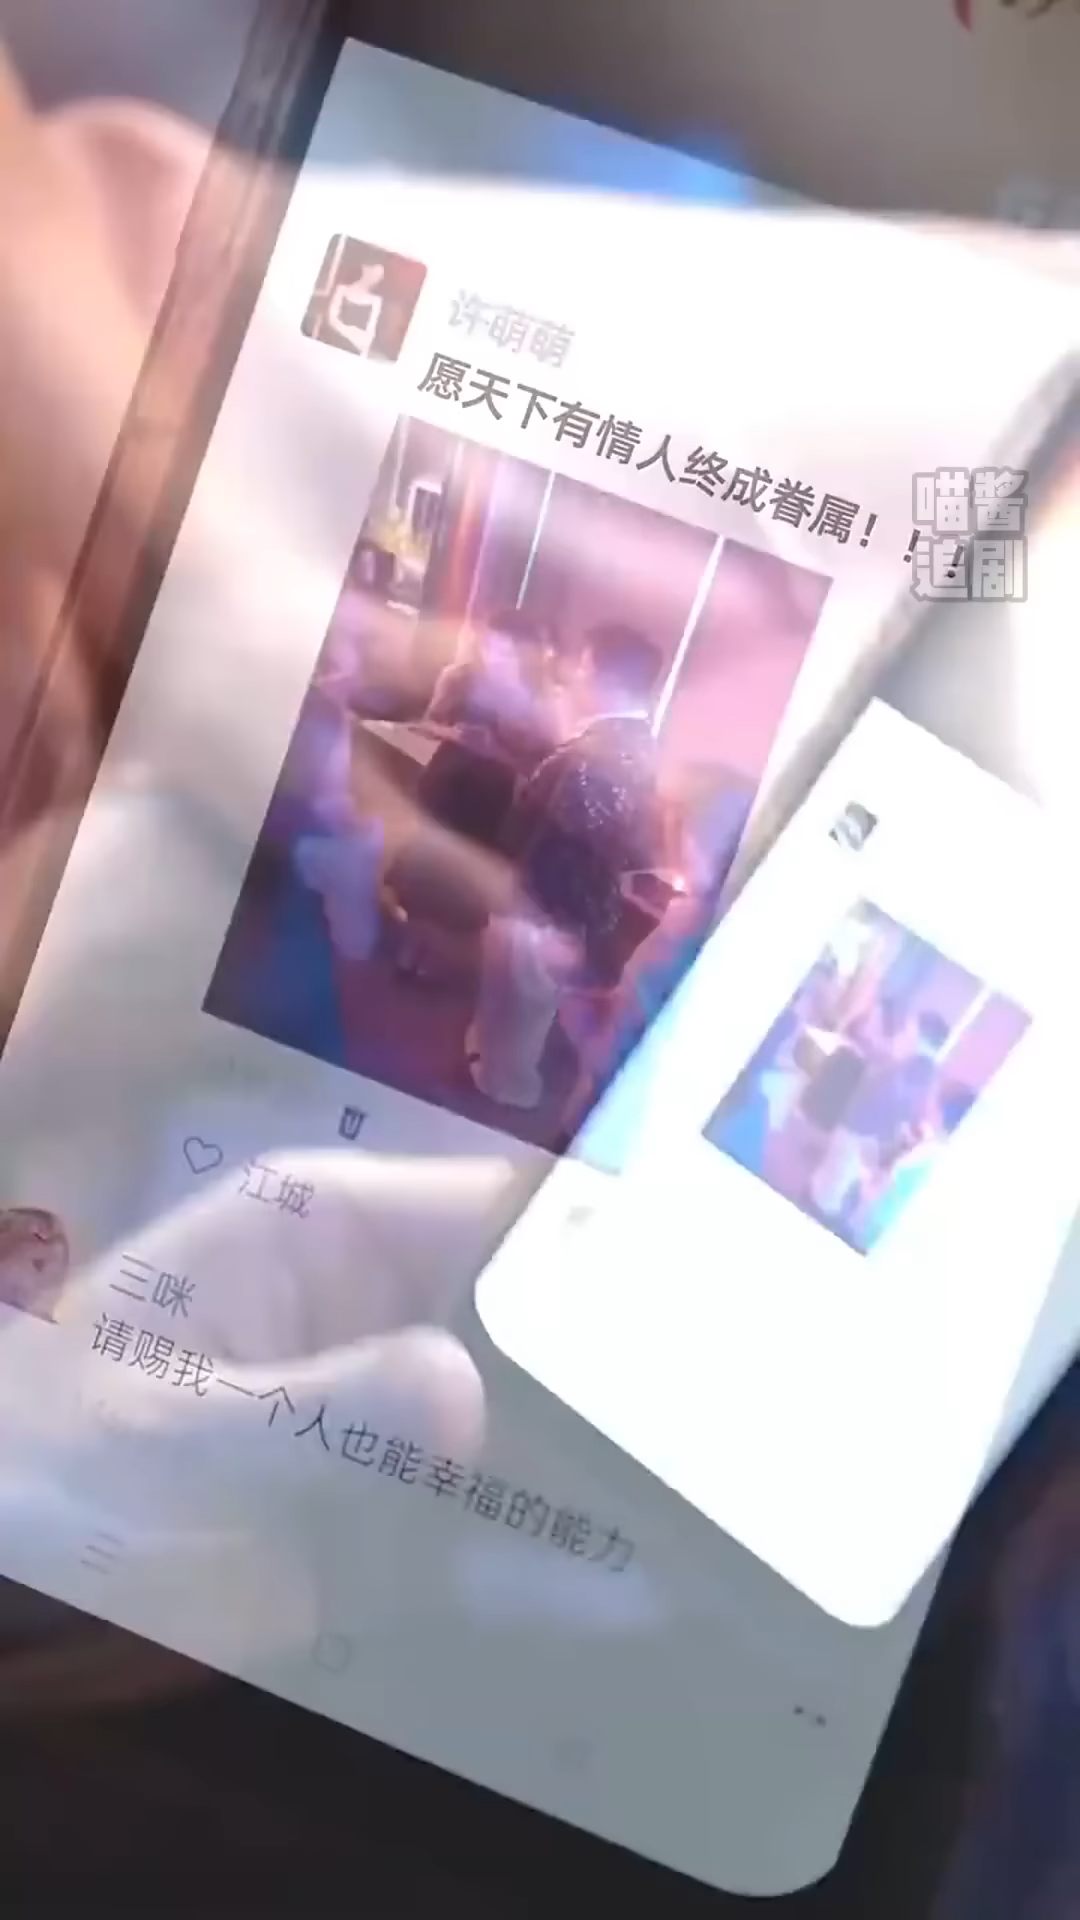 许萌萌
愿天下有情人终成眷属！！！
喵酱
追剧
江城
三咪
请赐我一个人也能幸福的能力